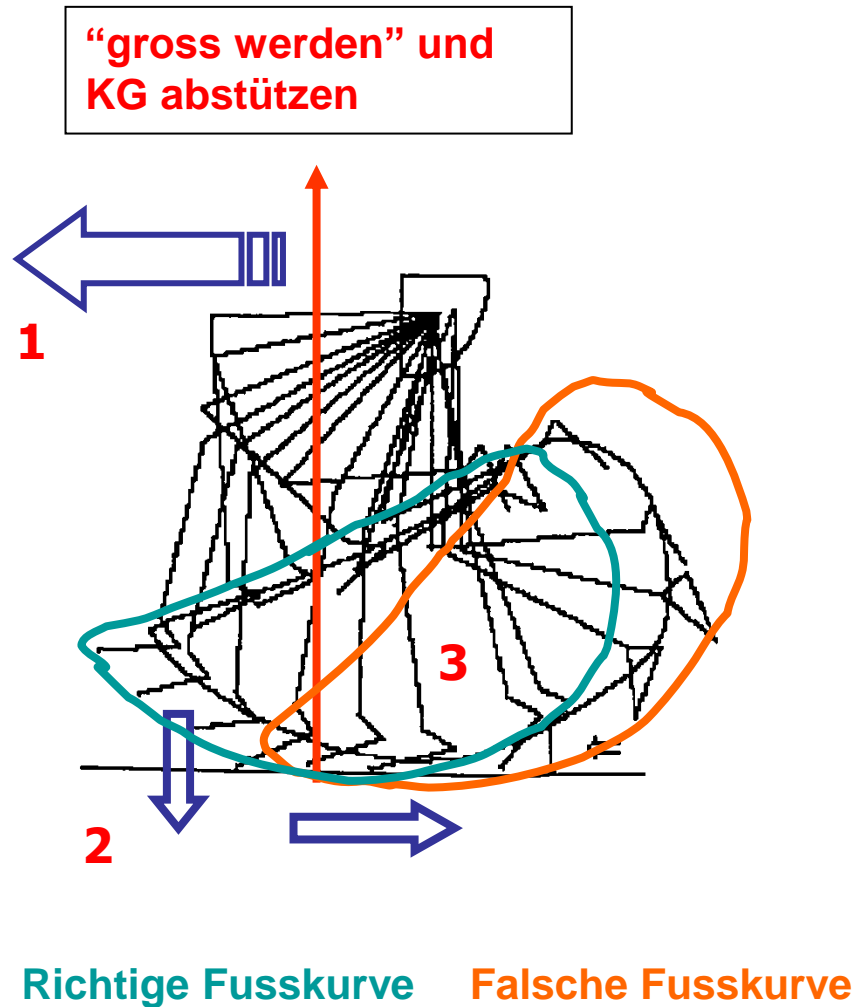 “gross werden” und
KG abstützen
1
3
2
Richtige Fusskurve Falsche Fusskurve